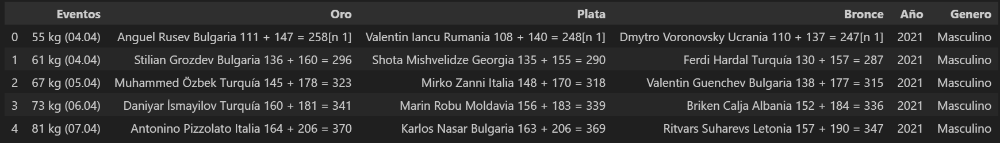 Eventos Oro Plata Bronce Año Genero
0 55 kg (04.04) Anguel Rusev Bulgaria 111 + 147 = 258[n 1] Valentin Iancu Rumania 108 + 140 = 248[n 1] Dmytro Voronovsky Ucrania 110 + 137 = 247[n 1] 2021 Masculino
1 61 kg (04.04) Stilian Grozdev Bulgaria 136 + 160 = 296 Shota Mishvelidze Georgia 135 + 155 = 290 Ferdi Hardal Turquía 130 + 157 = 287 2021 Masculino
2 67 kg (05.04) Muhammed Özbek Turquía 145 + 178 = 323 Mirko Zanni Italia 148 + 170 = 318 Valentin Guenchev Bulgaria 138 + 177 = 315 2021 Masculino
3 73 kg (06.04) Daniyar İsmayilov Turquía 160 + 181 = 341 Marin Robu Moldavia 156 + 183 = 339 Briken Calja Albania 152 + 184 = 336 2021 Masculino
4 81 kg (07.04) Antonino Pizzolato Italia 164 + 206 = 370 Karlos Nasar Bulgaria 163 + 206 = 369 Ritvars Suharevs Letonia 157 + 190 = 347 2021 Masculino